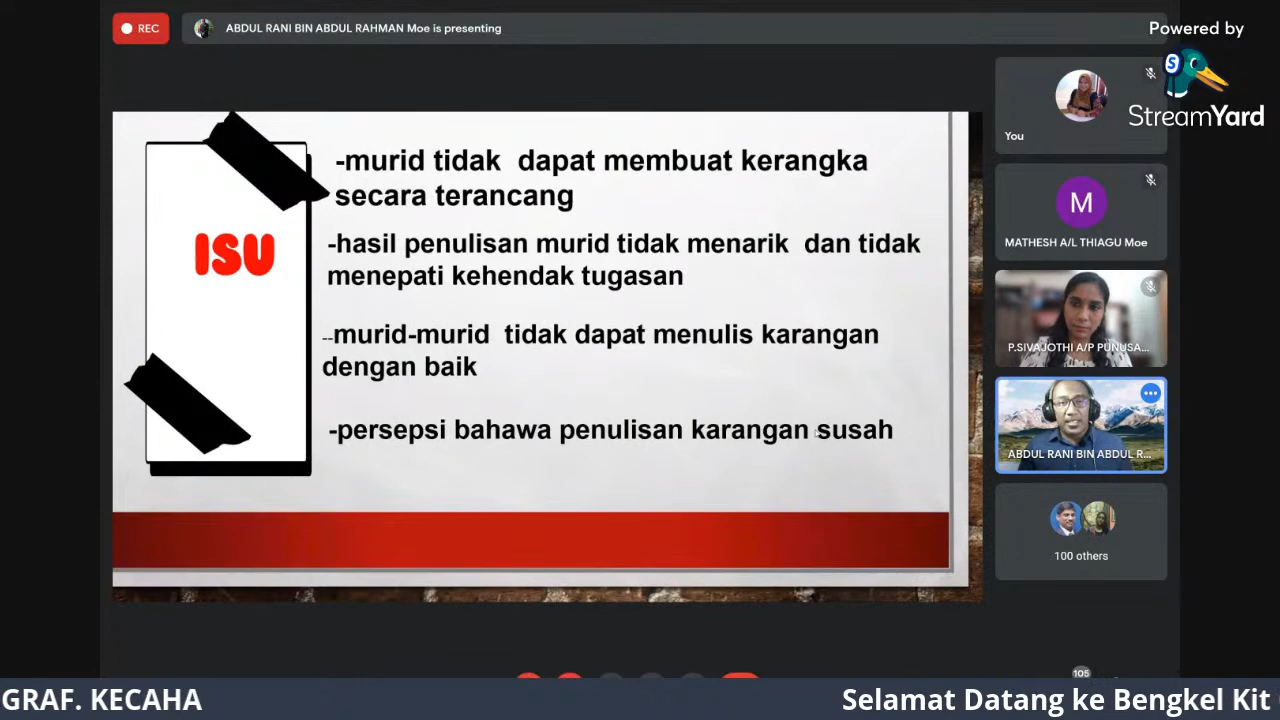 REC
ABDUL RANI BIN ABDUL RAHMAN Moe is presenting
Powered by
StreamYard
S
You
M
MATHESH A/L THIAGU Moe
P.SIVAJOTHI A/P PUNUSA...
ABDUL RANI BIN ABDUL R...
100 others
ISU
-murid tidak dapat membuat kerangka
secara terancang
-hasil penulisan murid tidak menarik dan tidak
menepati kehendak tugasan
--murid-murid tidak dapat menulis karangan
dengan baik
-persepsi bahawa penulisan karangan susah
105
GRAF. KECAHA
Selamat Datang ke Bengkel Kit